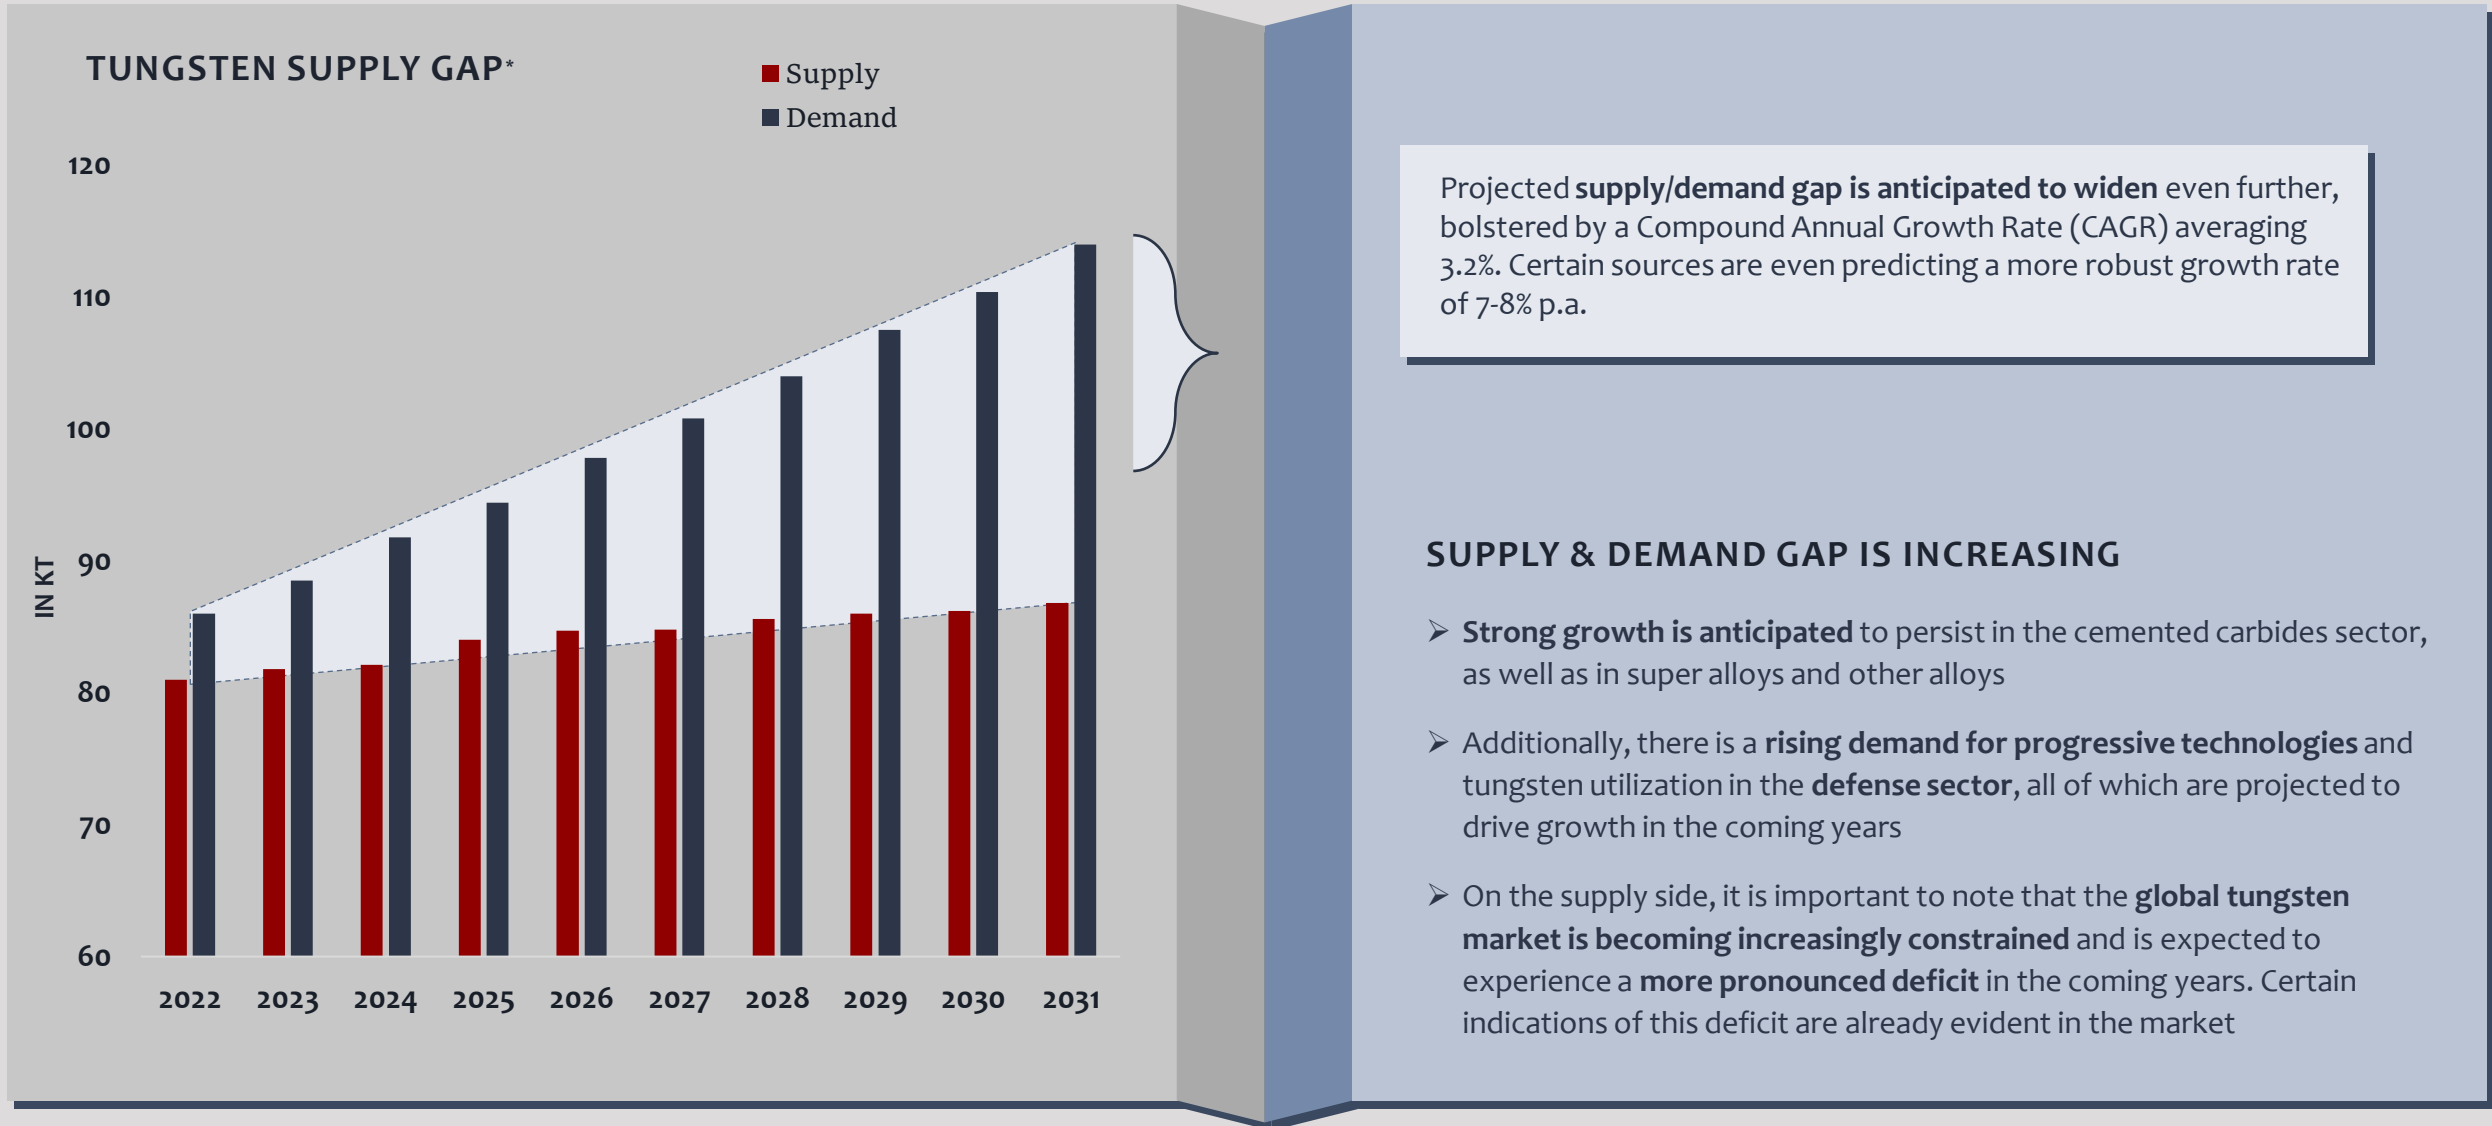 TUNGSTEN SUPPLY GAP*
Supply
Demand
120
110
100
90
80
70
60
IN KT
2022 2023 2024 2025 2026 2027 2028 2029 2030 2031
Projected supply/demand gap is anticipated to widen even further,
bolstered by a Compound Annual Growth Rate (CAGR) averaging
3.2%. Certain sources are even predicting a more robust growth rate
of 7-8% p.a.
SUPPLY & DEMAND GAP IS INCREASING
➢ Strong growth is anticipated to persist in the cemented carbides sector,
as well as in super alloys and other alloys
➢ Additionally, there is a rising demand for progressive technologies and
tungsten utilization in the defense sector, all of which are projected to
drive growth in the coming years
➢ On the supply side, it is important to note that the global tungsten
market is becoming increasingly constrained and is expected to
experience a more pronounced deficit in the coming years. Certain
indications of this deficit are already evident in the market